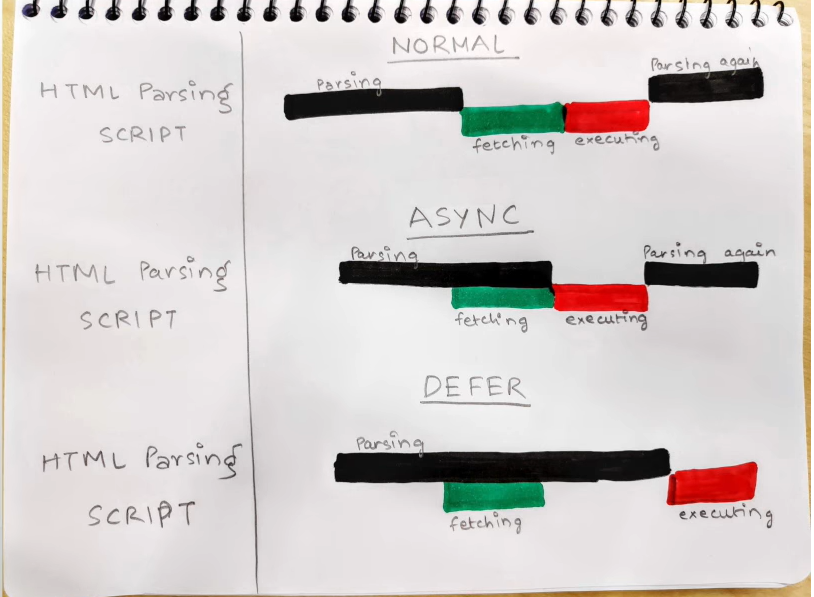 NORMAL
HTML Parsing
SCRIPT
Parsing
Parsing again
fetching executing
ASYNC
HTML Parsing
SCRIPT
Parsing
Parsing again
fetching executing
DEFER
HTML Parsing
SCRIPT
Parsing
fetching
executing